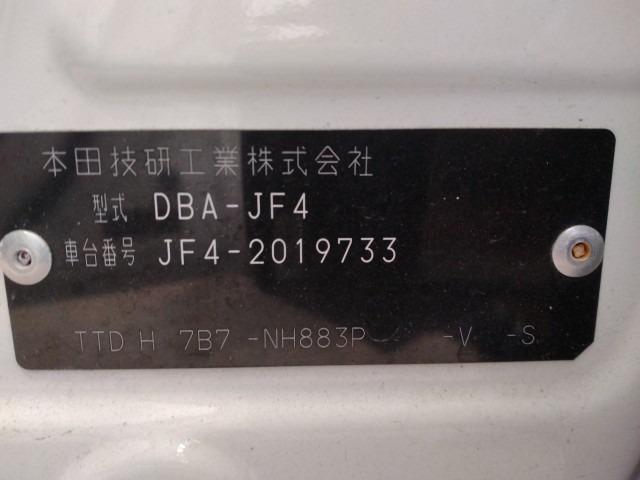 本田技研工業株式会社
型式 DBA-JF4
車台番号 JF4-2019733
TTD H 7B7 -NH883P -V -S